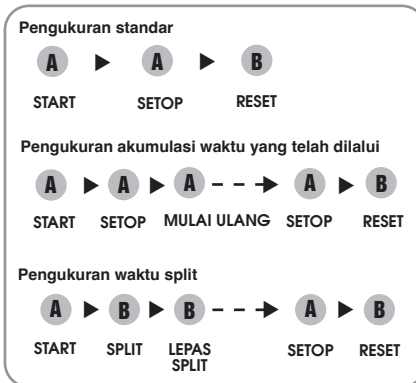 Pengukuran standar
A A B
START SETOP RESET
Pengukuran akumulasi waktu yang telah dilalui
A A A A B
START SETOP MULAI ULANG SETOP RESET
Pengukuran waktu split
A B B A B
START SPLIT LEPAS SPLIT SETOP RESET